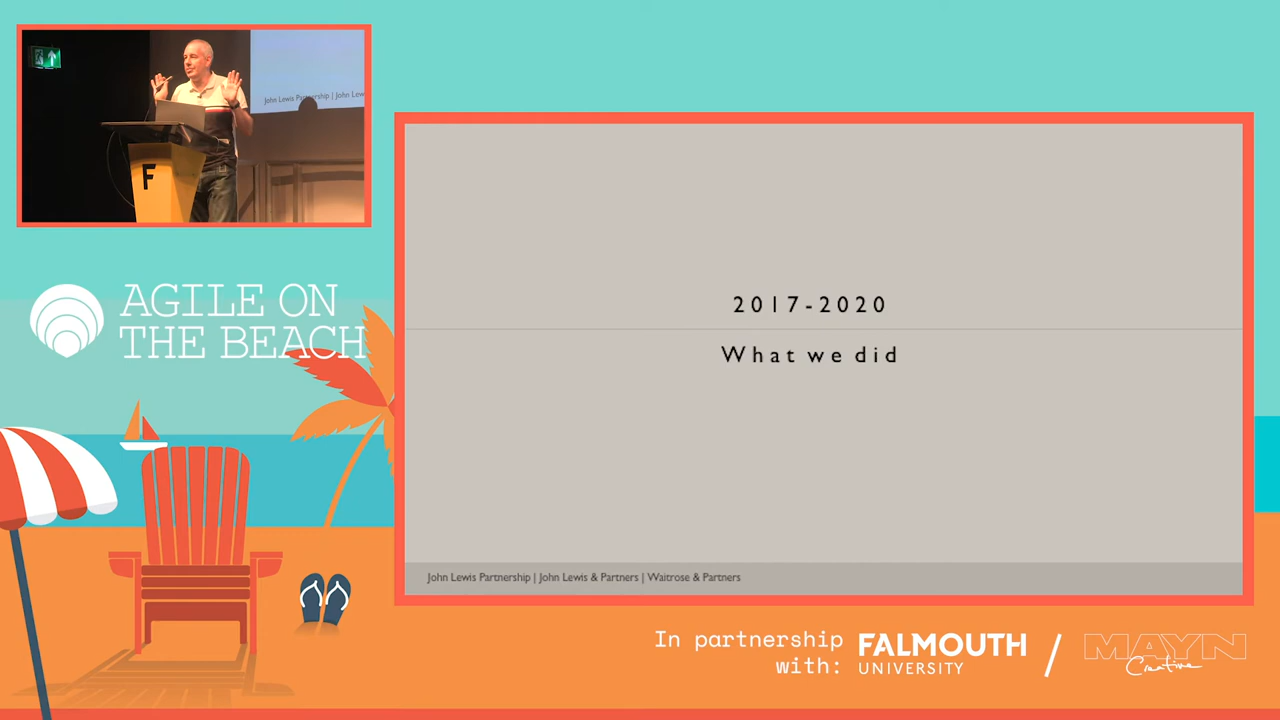 John Lewis Partnership | John Lew
F
AGILE ON
THE BEACH
2017-2020
What we did
John Lewis Partnership | John Lewis & Partners | Waitrose & Partners
In partnership
with:
FALMOUTH
UNIVERSITY
/
MAYN
Creative